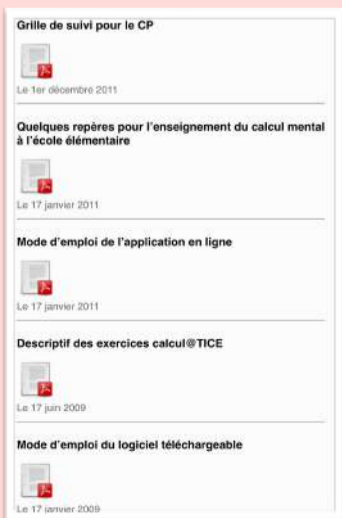 Grille de suivi pour le CP
Le 1er décembre 2011
Quelques repères pour l'enseignement du calcul mental
à l'école élémentaire
Le 17 janvier 2011
Mode d'emploi de l'application en ligne
Le 17 janvier 2011
Descriptif des exercices calcul@TICE
Le 17 juin 2009
Mode d'emploi du logiciel téléchargeable
Le 17 janvier 2009